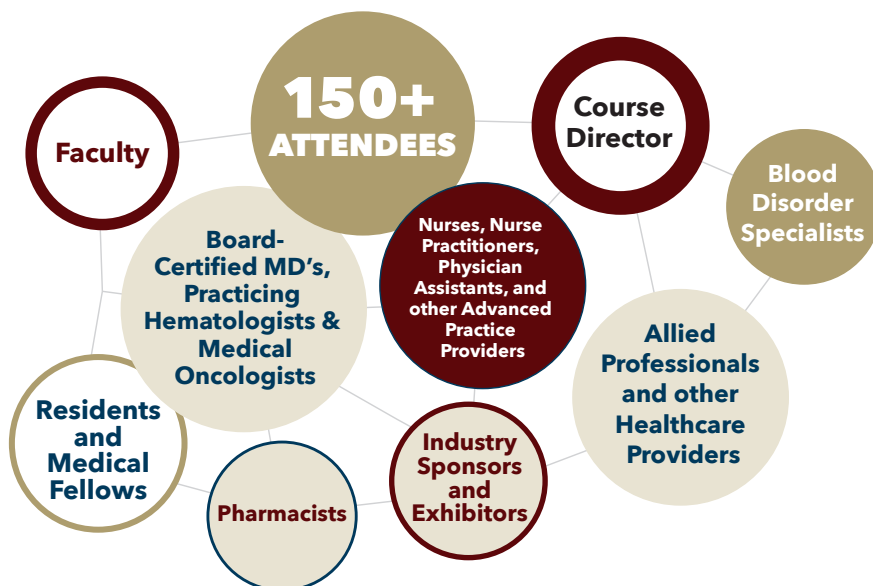 150+
ATTENDEES
Faculty
Course
Director
Blood
Disorder
Specialists
Board-
Certified MD's,
Practicing
Hematologists &
Medical
Oncologists
Nurses, Nurse
Practitioners,
Physician
Assistants, and
other Advanced
Practice
Providers
Allied
Professionals
and other
Healthcare
Providers
Residents
and
Medical
Fellows
Pharmacists
Industry
Sponsors
and
Exhibitors